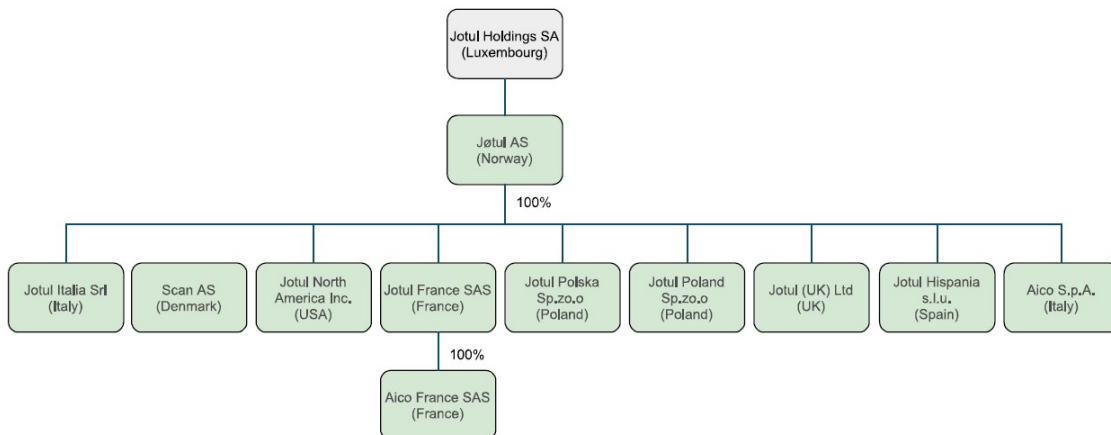 Jotul Holdings SA
(Luxembourg)
Jøtul AS
(Norway)
100%
Jotul Italia Srl
(Italy)
Scan AS
(Denmark)
Jotul North
America Inc.
(USA)
Jotul France SAS
(France)
Jotul Polska
Sp.zo.o
(Poland)
Jotul Poland
Sp.zo.o
(Poland)
Jotul (UK) Ltd
(UK)
Jotul Hispania
s.l.u.
(Spain)
Aico S.p.A.
(Italy)
100%
Aico France SAS
(France)